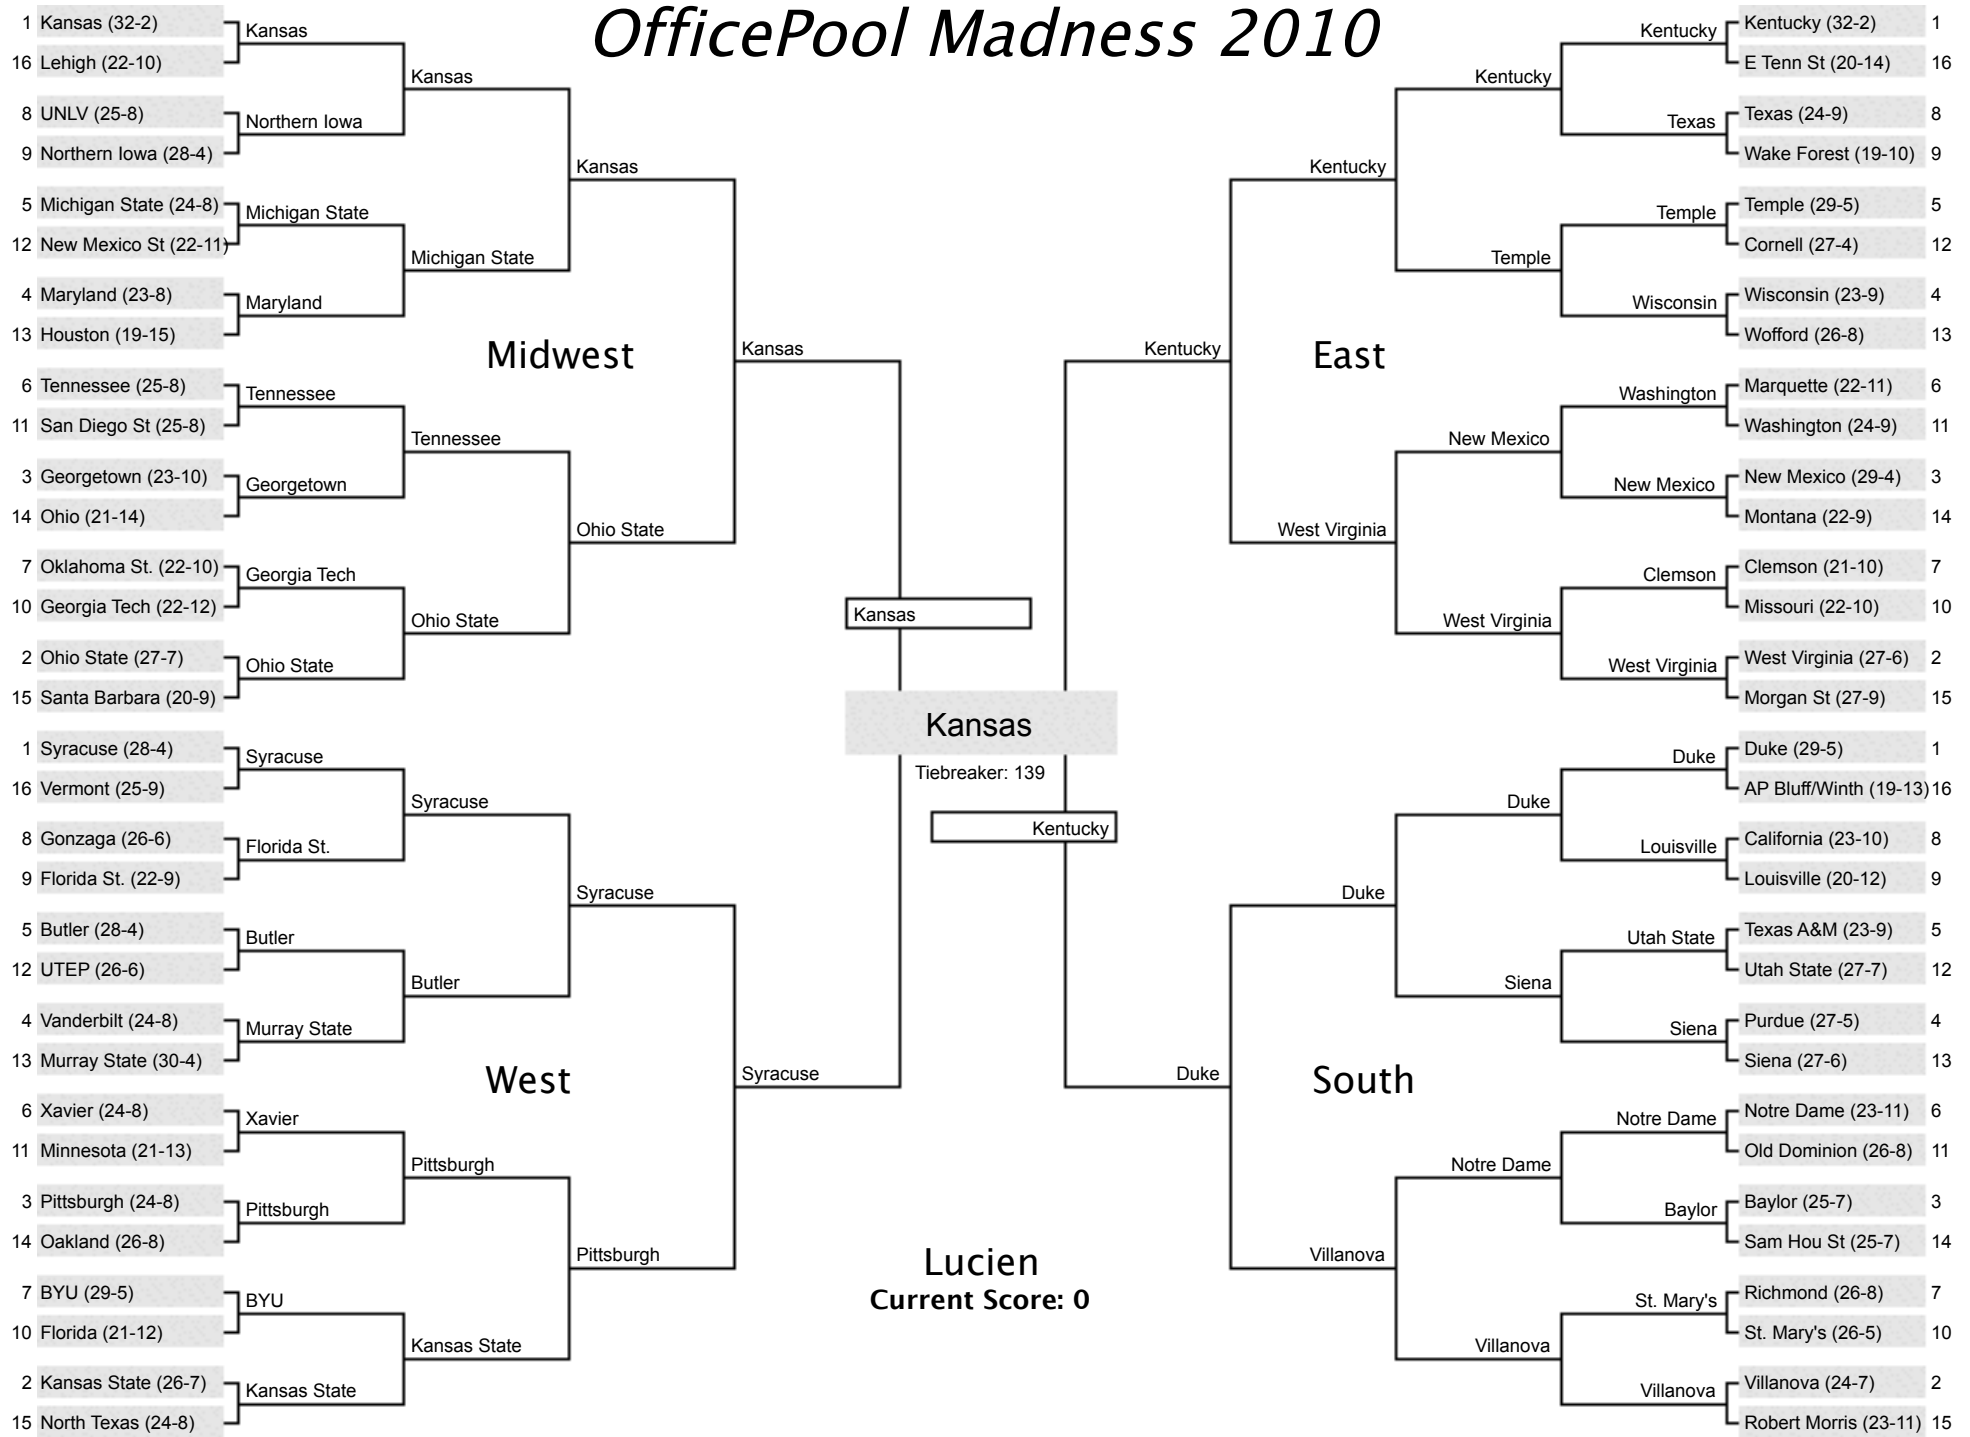 OfficePool Madness 2010
1 Kansas (32-2)
Kansas
16 Lehigh (22-10)
Kansas
8 UNLV (25-8)
Northern Iowa
9 Northern Iowa (28-4)
Kansas
5 Michigan State (24-8)
Michigan State
12 New Mexico St (22-11)
Michigan State
4 Maryland (23-8)
Maryland
13 Houston (19-15)
Midwest
Kansas
6 Tennessee (25-8)
Tennessee
11 San Diego St (25-8)
Tennessee
3 Georgetown (23-10)
Georgetown
14 Ohio (21-14)
Ohio State
7 Oklahoma St. (22-10)
Georgia Tech
10 Georgia Tech (22-12)
Ohio State
2 Ohio State (27-7)
Ohio State
15 Santa Barbara (20-9)
1 Syracuse (28-4)
Syracuse
16 Vermont (25-9)
Syracuse
8 Gonzaga (26-6)
Florida St.
9 Florida St. (22-9)
Syracuse
5 Butler (28-4)
Butler
12 UTEP (26-6)
Butler
4 Vanderbilt (24-8)
Murray State
13 Murray State (30-4)
West
Syracuse
6 Xavier (24-8)
Xavier
11 Minnesota (21-13)
Pittsburgh
3 Pittsburgh (24-8)
Pittsburgh
14 Oakland (26-8)
Pittsburgh
7 BYU (29-5)
BYU
10 Florida (21-12)
Kansas State
2 Kansas State (26-7)
Kansas State
15 North Texas (24-8)
Kansas
Kansas
Tiebreaker: 139
Kentucky
Lucien
Current Score: 0
Kentucky (32-2) 1
Kentucky
E Tenn St (20-14) 16
Kentucky
Texas (24-9) 8
Texas
Wake Forest (19-10) 9
Kentucky
Temple (29-5) 5
Temple
Cornell (27-4) 12
Temple
Wisconsin (23-9) 4
Wisconsin
Wofford (26-8) 13
Kentucky
East
Marquette (22-11) 6
Washington
Washington (24-9) 11
New Mexico
New Mexico (29-4) 3
New Mexico
Montana (22-9) 14
West Virginia
Clemson (21-10) 7
Clemson
Missouri (22-10) 10
West Virginia
West Virginia (27-6) 2
West Virginia
Morgan St (27-9) 15
Duke (29-5) 1
Duke
AP Bluff/Winth (19-13) 16
Duke
California (23-10) 8
Louisville
Louisville (20-12) 9
Duke
Texas A&M (23-9) 5
Utah State
Utah State (27-7) 12
Siena
Purdue (27-5) 4
Siena
Siena (27-6) 13
Duke
South
Notre Dame (23-11) 6
Notre Dame
Old Dominion (26-8) 11
Notre Dame
Baylor (25-7) 3
Baylor
Sam Hou St (25-7) 14
Villanova
Richmond (26-8) 7
St. Mary's
St. Mary's (26-5) 10
Villanova
Villanova (24-7) 2
Villanova
Robert Morris (23-11) 15